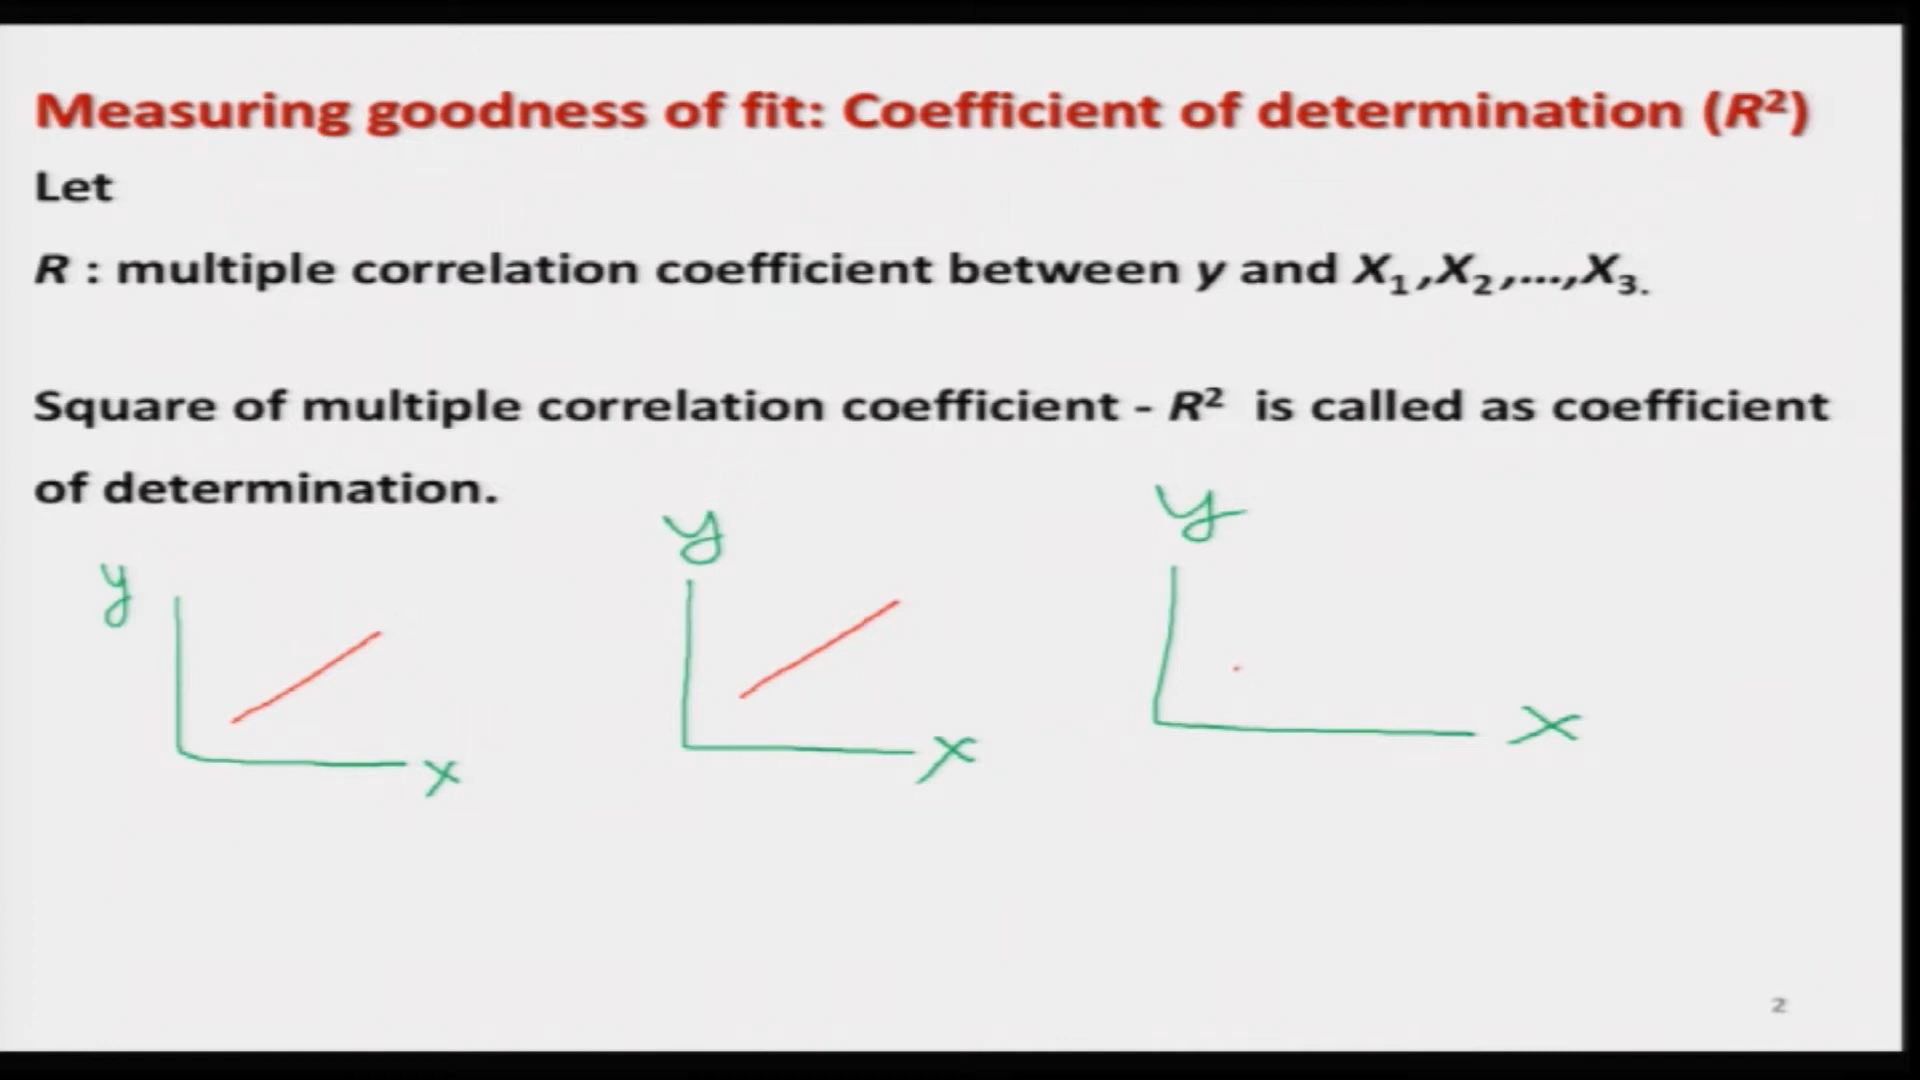 Measuring goodness of fit: Coefficient of determination (R²)
Let
R : multiple correlation coefficient between y and X₁,X₂,...,X₃.
Square of multiple correlation coefficient - R² is called as coefficient
of determination.
y y y
x x x
2